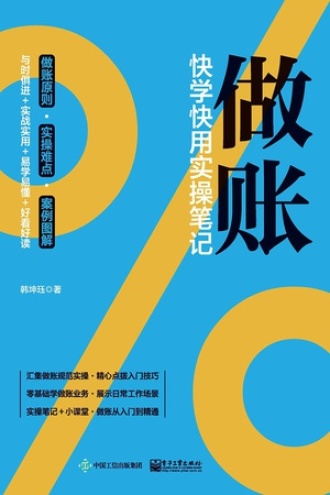 做账
快学快用实操笔记
做账原则·实操难点·案例图解
与时俱进+实战实用+易学易懂+好看好读
韩坤珏◎著
汇集做账规范实操·精心点拨入门技巧
零基础学做账业务·展示日常工作场景
实操笔记+小课堂·做账从入门到精通
中国工信出版集团
电子工业出版社